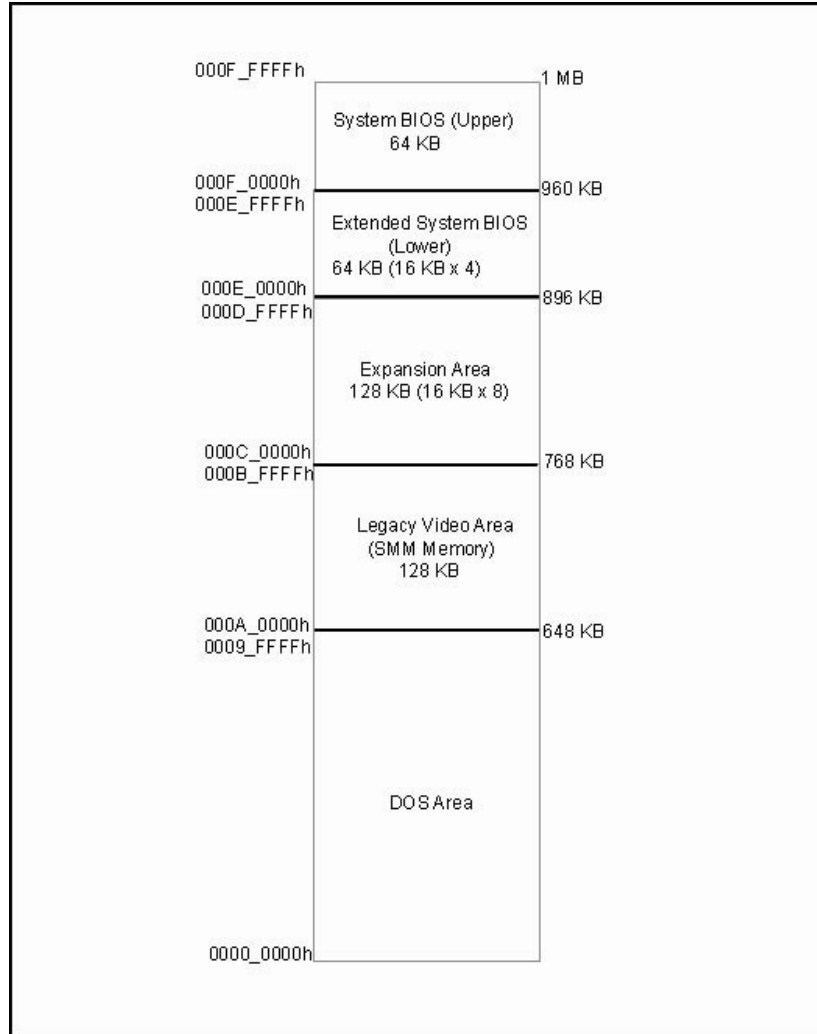 000F_FFFFh
1 MB
System BIOS (Upper)
64 KB
000F_0000h
960 KB
000E_FFFFh
Extended System BIOS
(Lower)
64 KB (16 KB x 4)
000E_0000h
896 KB
000D_FFFFh
Expansion Area
128 KB (16 KB x 8)
000C_0000h
768 KB
000B_FFFFh
Legacy Video Area
(SMM Memory)
128 KB
000A_0000h
648 KB
0009_FFFFh
DOS Area
0000_0000h